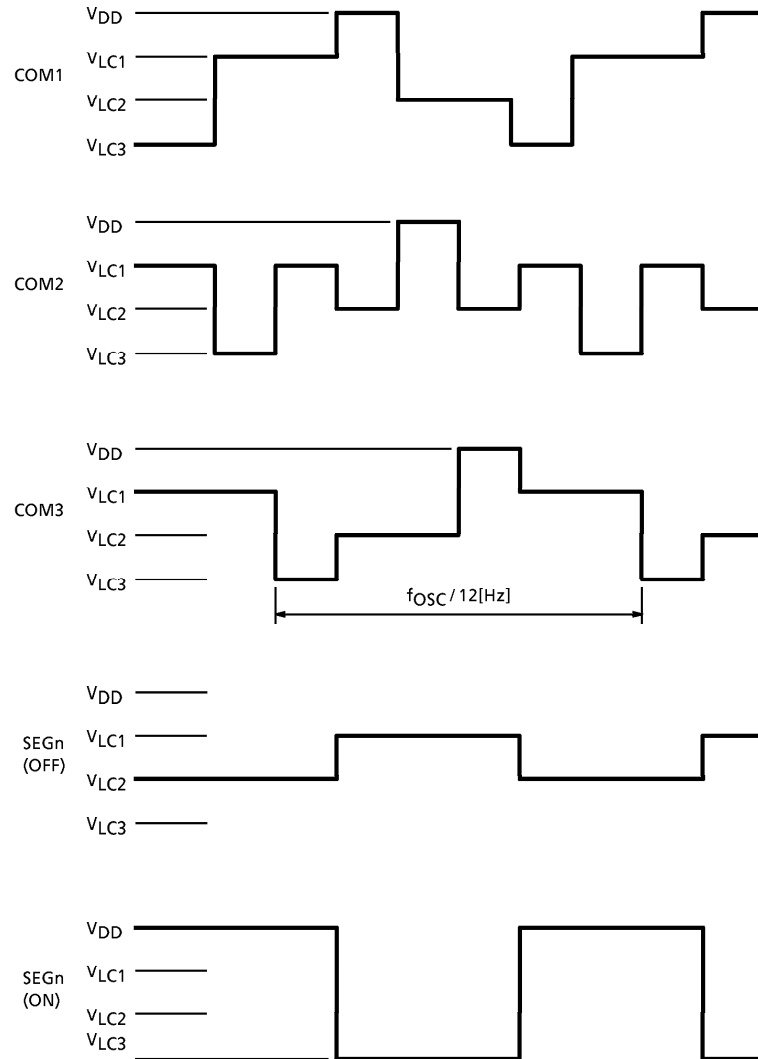 VDD
COM1
VLC1
VLC2
VLC3
VDD
COM2
VLC1
VLC2
VLC3
VDD
COM3
VLC1
VLC2
VLC3
fOSC / 12[Hz]
VDD
SEGn
(OFF)
VLC1
VLC2
VLC3
VDD
SEGn
(ON)
VLC1
VLC2
VLC3